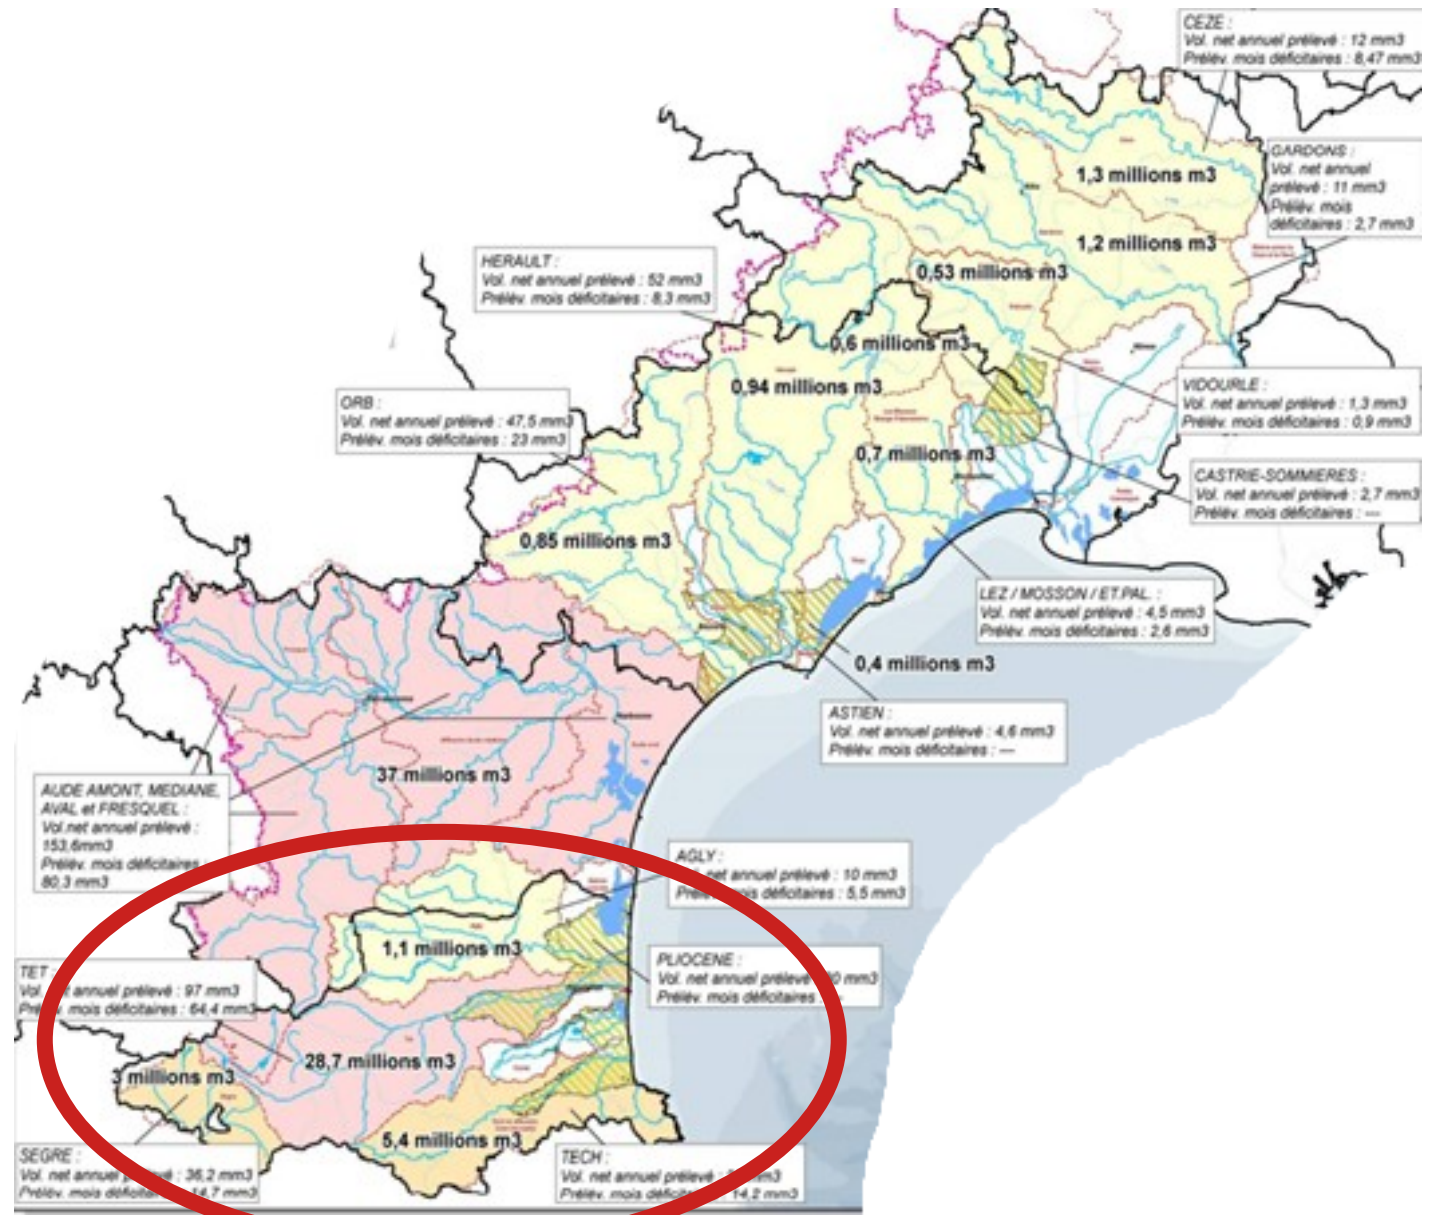 CEZE :
Vol. net annuel prélevé : 12 mm3
Prélèv. mois déficitaires : 8,47 mm3
GARDONS :
Vol. net annuel
prélevé : 11 mm3
Prélèv. mois
déficitaires : 2,7 mm3
1,3 millions m3
1,2 millions m3
0,53 millions m3
HERAULT :
Vol. net annuel prélevé : 52 mm3
Prélèv. mois déficitaires : 8,3 mm3
0,6 millions m3
0,94 millions m3
VIDOURLE :
Vol. net annuel prélevé : 1,3 mm3
Prélèv. mois déficitaires : 0,9 mm3
ORB :
Vol. net annuel prélevé : 47,5 mm3
Prélèv. mois déficitaires : 23 mm3
0,7 millions m3
CASTRIE-SOMMIERES :
Vol. net annuel prélevé : 2,7 mm3
Prélèv. mois déficitaires : ---
0,85 millions m3
LEZ / MOSSON / ET.PAL. :
Vol. net annuel prélevé : 4,5 mm3
Prélèv. mois déficitaires : 2,6 mm3
0,4 millions m3
ASTIEN :
Vol. net annuel prélevé : 4,6 mm3
Prélèv. mois déficitaires : ---
37 millions m3
AUDE AMONT, MEDIANE,
AVAL et FRESQUEL :
Vol.net annuel prélevé :
153,6mm3
Prélèv. mois déficitaires :
80,3 mm3
AGLY :
net annuel prélevé : 10 mm3
Prélèv. mois déficitaires : 5,5 mm3
1,1 millions m3
PLIOCENE :
Vol. net annuel prélevé
mm3
Prélèv. mois déficitaires :
TET :
Vol. net annuel prélevé : 97 mm3
mois déficitaires : 64,4 mm3
28,7 millions m3
3 millions m3
5,4 millions m3
SEGRE :
Vol. net annuel prélevé : 36,2 mm3
Prélèv. mois 14,7 mm3
TECH :
Vol. net annuel prélevé : mm3
Prélèv. mois déficitaires : 14,2 mm3